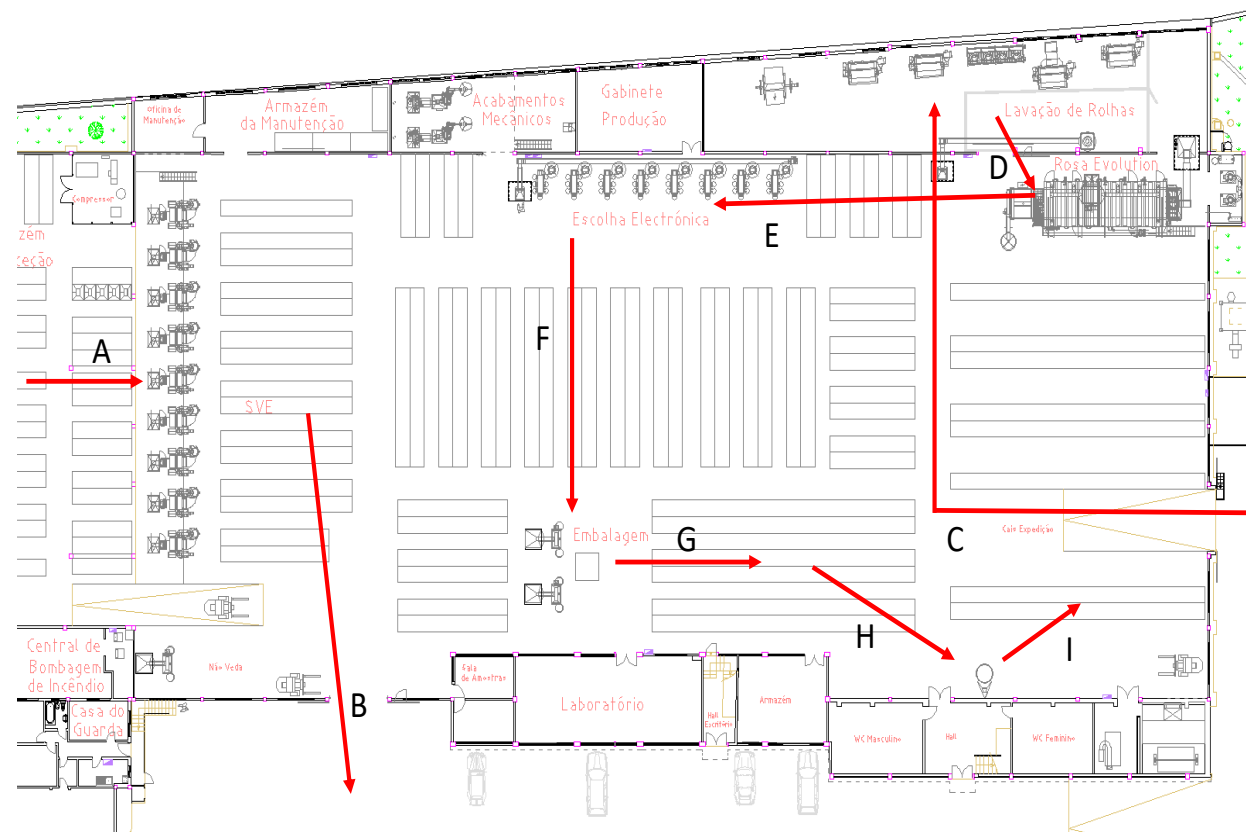 Oficina de
Manutenção
Armazém
da Manutenção
Acabamentos
Mecânicos
Gabinete
Produção
Lavação de Rolhas
D
Rosa Evolution
Compressor
Escolha Electrónica
E
zém
ceção
A
F
SVE
Embalagem
G
C
Cais Expedição
H
I
Central de
Bombagem
de Incêndio
Não Veda
Casa do
Guarda
B
Sala
de Amostras
Laboratório
Hall
Escritório
Armazém
WC Masculino
Hall
WC Feminino